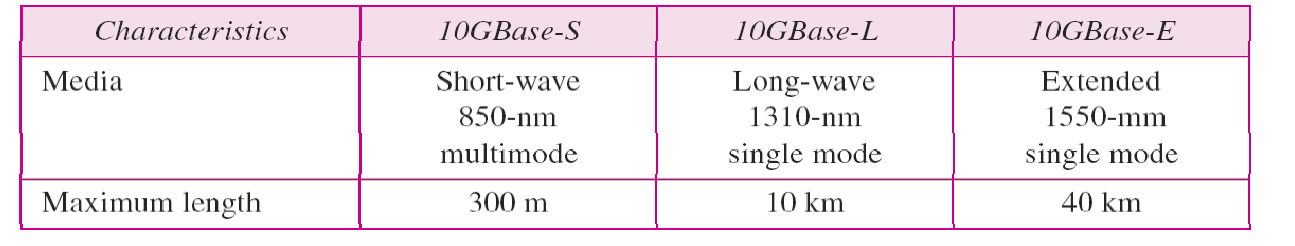 Characteristics 10GBase-S 10GBase-L 10GBase-E
Media Short-wave Long-wave Extended
850-nm 1310-nm 1550-mm
multimode single mode single mode
Maximum length 300 m 10 km 40 km